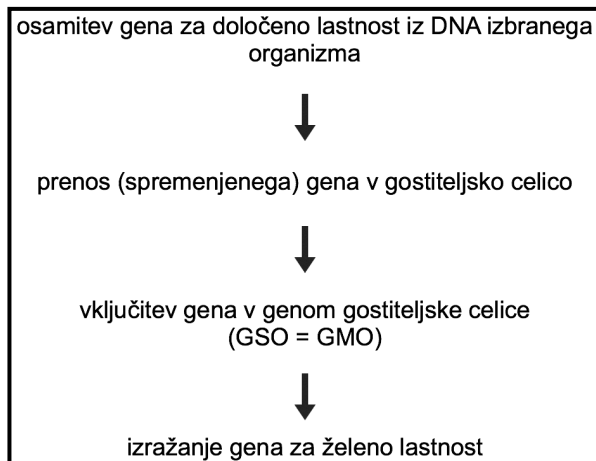 osamitev gena za določeno lastnost iz DNA izbranega
organizma
prenos (spremenjenega) gena v gostiteljsko celico
vključitev gena v genom gostiteljske celice
(GSO = GMO)
izražanje gena za želeno lastnost